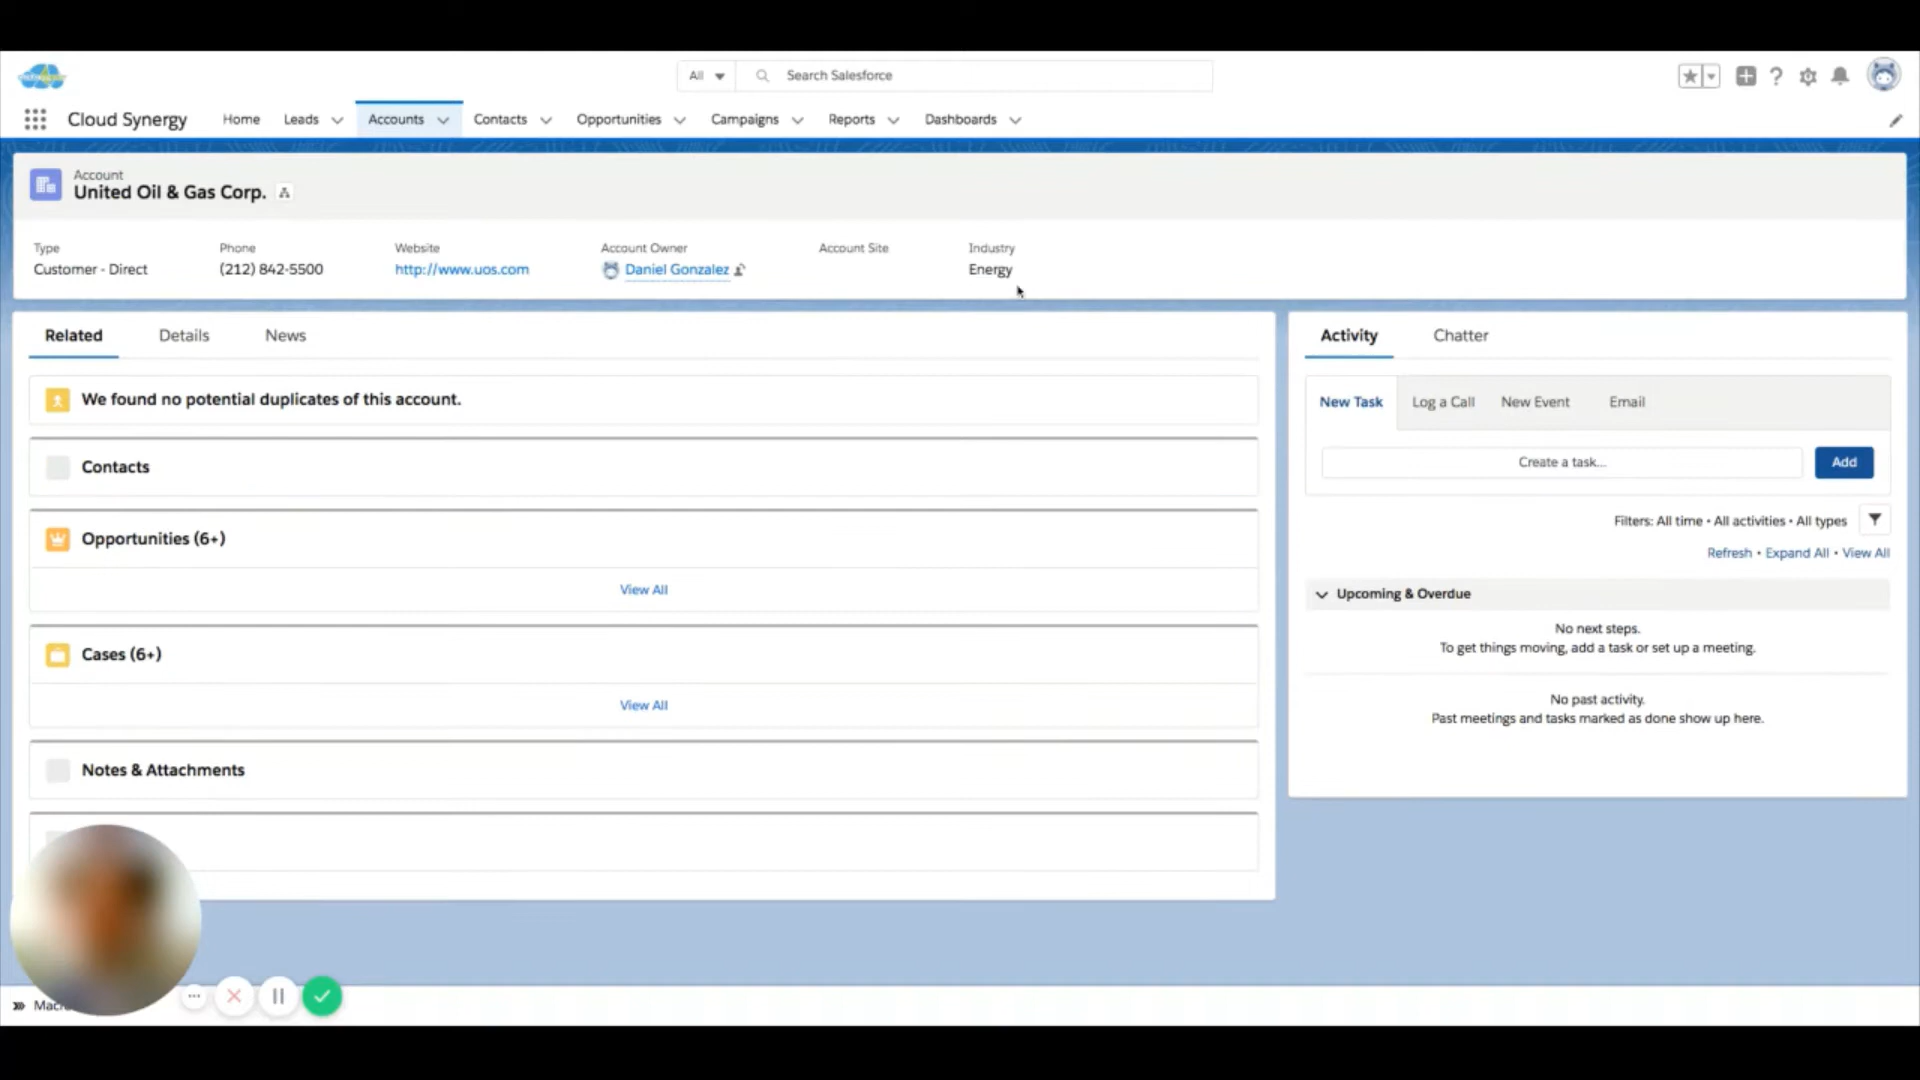 All
Search Salesforce
Cloud Synergy
Home
Leads
Accounts
Contacts
Opportunities
Campaigns
Reports
Dashboards
Account
United Oil & Gas Corp.
Type
Phone
Website
Account Owner
Account Site
Industry
Customer - Direct
(212) 842-5500
http://www.uos.com
Daniel Gonzalez
Energy
Related
Details
News
We found no potential duplicates of this account.
Contacts
Opportunities (6+)
View All
Cases (6+)
View All
Notes & Attachments
Activity
Chatter
New Task
Log a Call
New Event
Email
Create a task...
Add
Filters: All time • All activities • All types
Refresh • Expand All • View All
Upcoming & Overdue
No next steps.
To get things moving, add a task or set up a meeting.
No past activity.
Past meetings and tasks marked as done show up here.